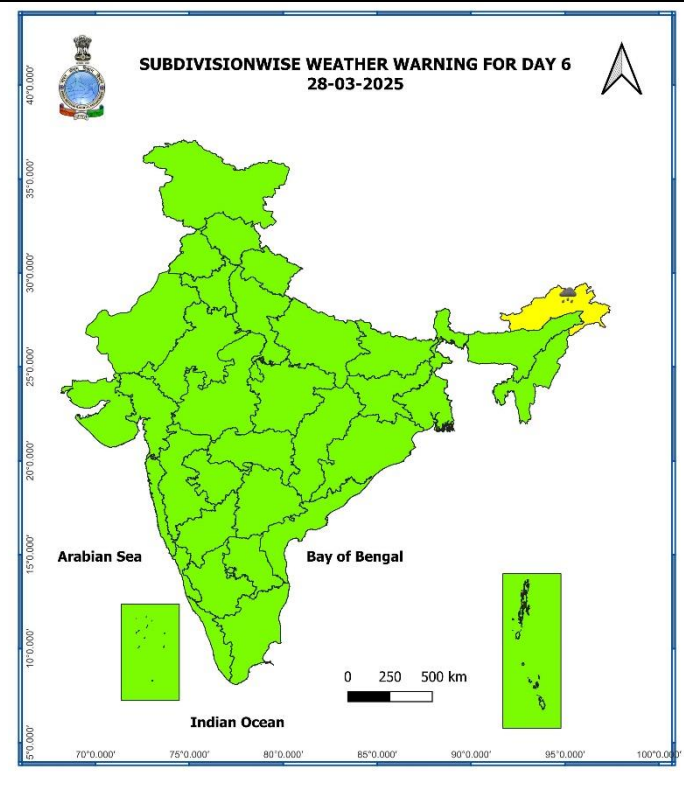 SUBDIVISIONWISE WEATHER WARNING FOR DAY 6
28-03-2025
40°0.000'
35°0.000'
30°0.000'
25°0.000'
20°0.000'
15°0.000'
10°0.000'
5°0.000'
Arabian Sea
Bay of Bengal
0 250 500 km
Indian Ocean
70°0.000' 75°0.000' 80°0.000' 85°0.000' 90°0.000' 95°0.000' 100°0.000'